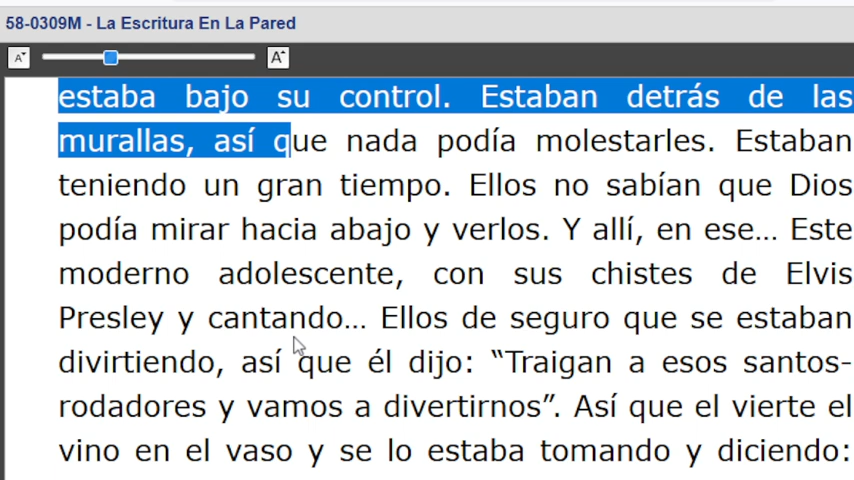 58-0309M - La Escritura En La Pared
A A
estaba bajo su control. Estaban detrás de las
murallas, así que nada podía molestarles. Estaban
teniendo un gran tiempo. Ellos no sabían que Dios
podía mirar hacia abajo y verlos. Y allí, en ese... Este
moderno adolescente, con sus chistes de Elvis
Presley y cantando... Ellos de seguro que se estaban
divirtiendo, así que él dijo: “Traigan a esos santos-
rodadores y vamos a divertirnos”. Así que el vierte el
vino en el vaso y se lo estaba tomando y diciendo: